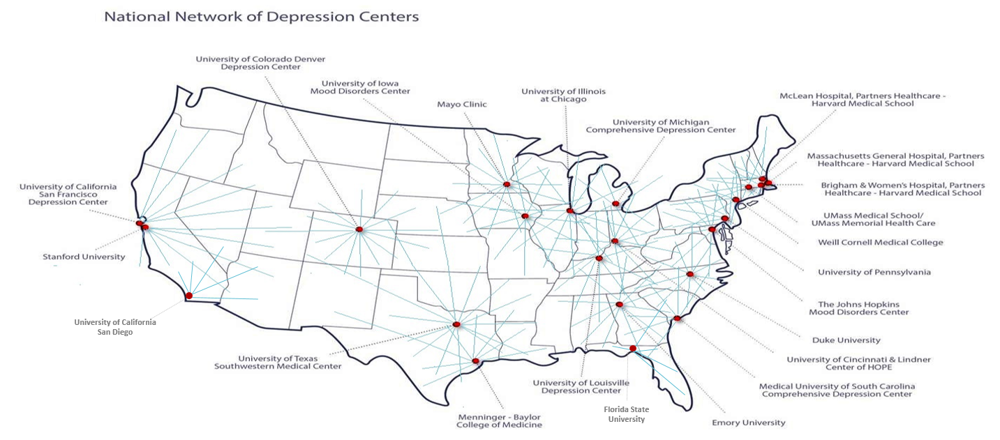 National Network of Depression Centers
University of Colorado Denver
Depression Center
University of Iowa
Mood Disorders Center
Mayo Clinic
University of Illinois
at Chicago
University of Michigan
Comprehensive Depression Center
McLean Hospital, Partners Healthcare -
Harvard Medical School
Massachusetts General Hospital, Partners
Healthcare - Harvard Medical School
Brigham & Women's Hospital, Partners
Healthcare - Harvard Medical School
UMass Medical School/
UMass Memorial Health Care
Weill Cornell Medical College
University of Pennsylvania
The Johns Hopkins
Mood Disorders Center
Duke University
University of Cincinnati & Lindner
Center of HOPE
Medical University of South Carolina
Comprehensive Depression Center
Emory University
University of California
San Francisco
Depression Center
Stanford University
University of California
San Diego
University of Texas
Southwestern Medical Center
Menninger - Baylor
College of Medicine
University of Louisville
Depression Center
Florida State
University